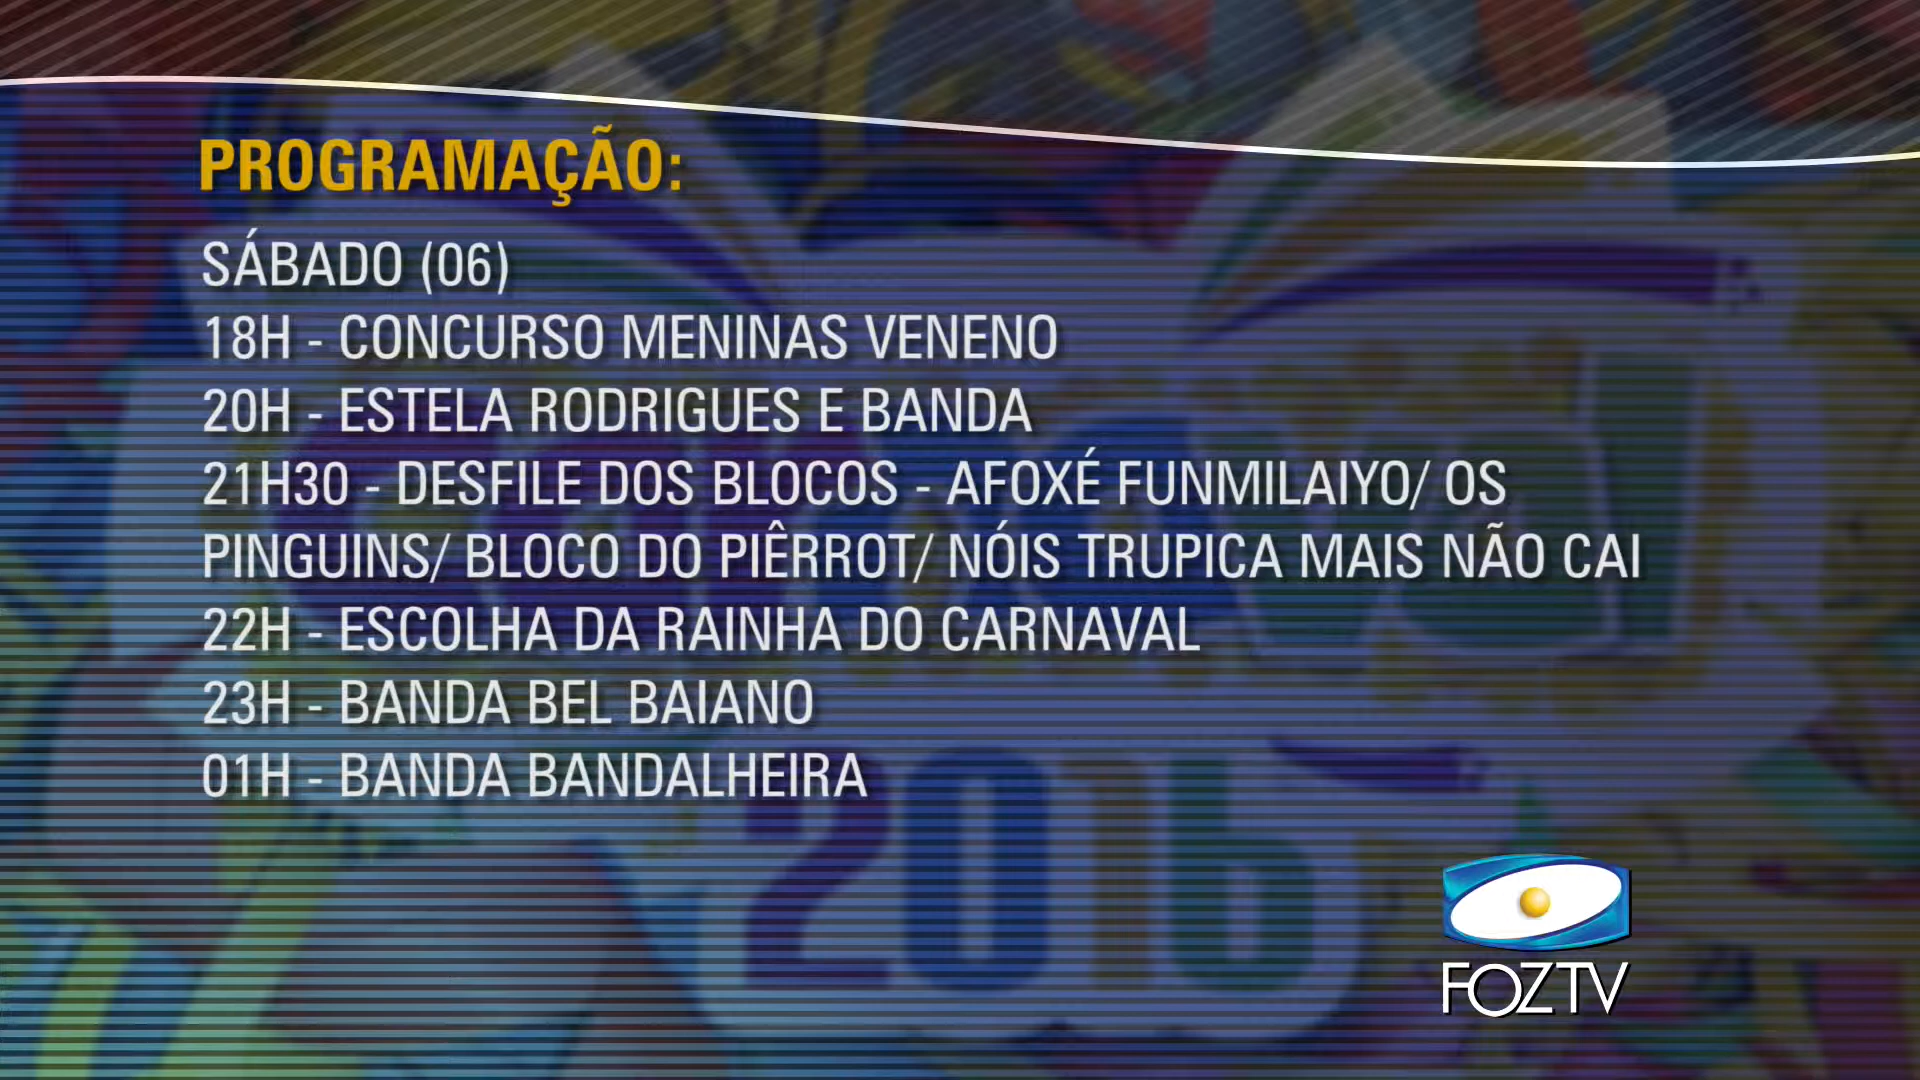 PROGRAMAÇÃO:
SÁBADO (06)
18H - CONCURSO MENINAS VENENO
20H - ESTELA RODRIGUES E BANDA
21H30 - DESFILE DOS BLOCOS - AFOXÉ FUNMILAIYO/ OS
PINGUINS/ BLOCO DO PIÊRROT/ NÓIS TRUPICA MAIS NÃO CAI
22H - ESCOLHA DA RAINHA DO CARNAVAL
23H - BANDA BEL BAIANO
01H - BANDA BANDALHEIRA
carnaval
2016
FOZTV